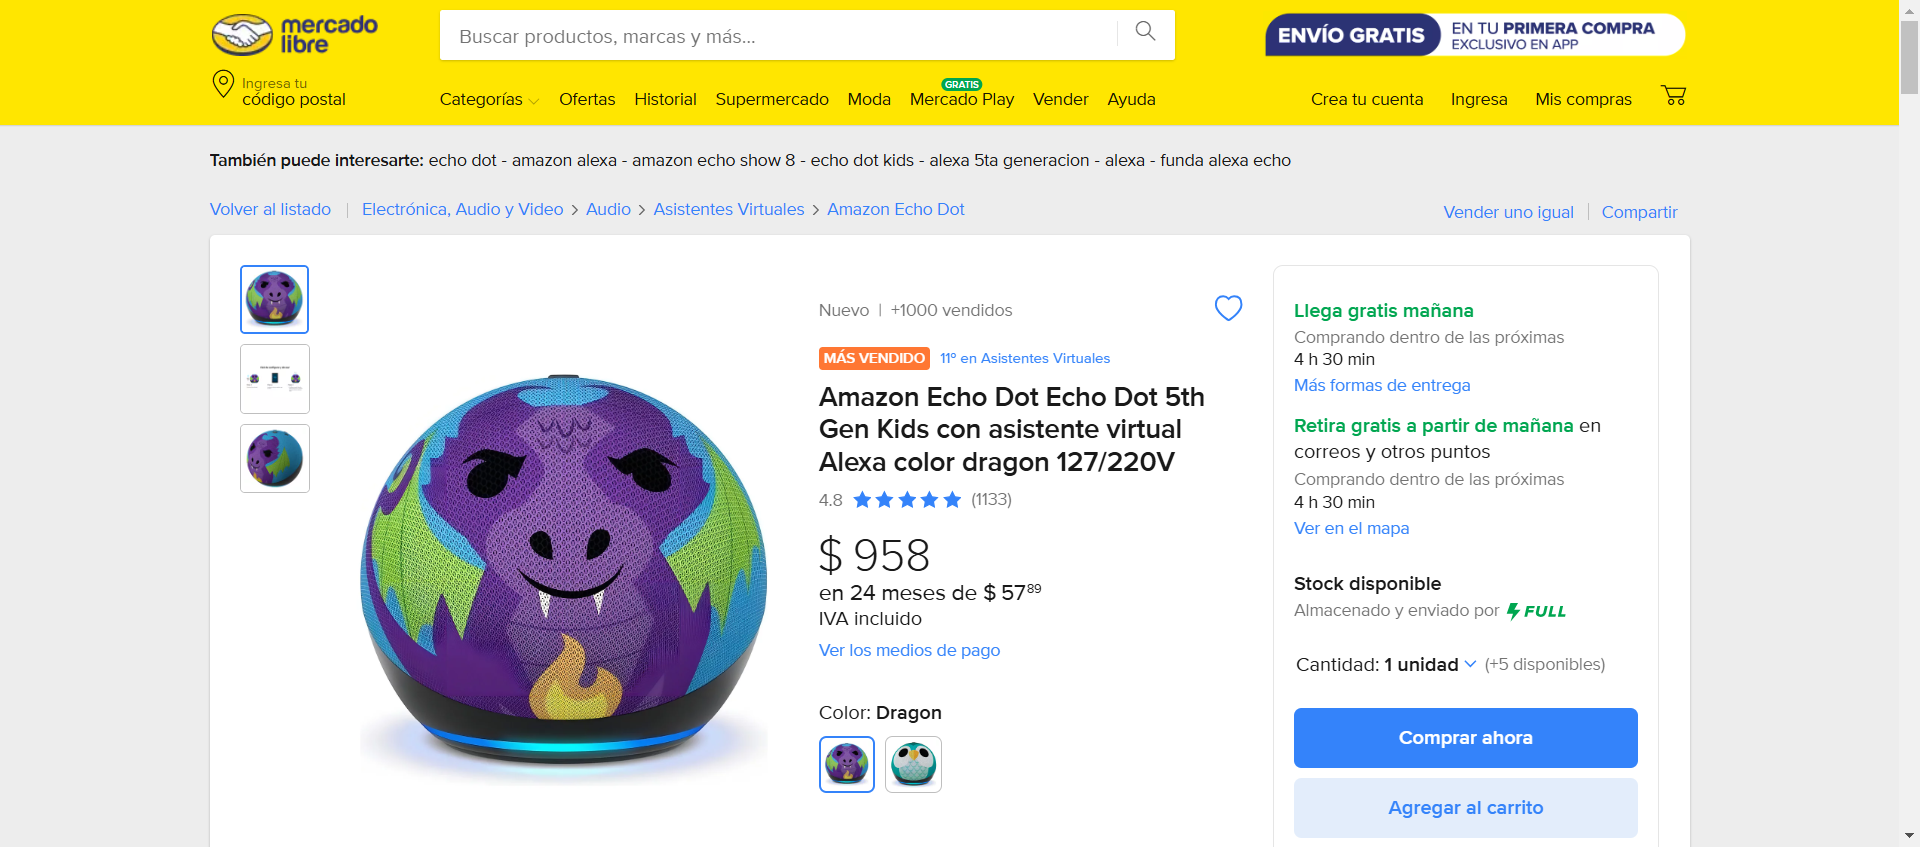 mercado
libre
Buscar productos, marcas y más...
ENVÍO GRATIS
EN TU PRIMERA COMPRA
EXCLUSIVO EN APP
Ingresa tu
código postal
Categorías
Ofertas
Historial
Supermercado
Moda
GRATIS
Mercado Play
Vender
Ayuda
Crea tu cuenta
Ingresa
Mis compras
También puede interesarte: echo dot - amazon alexa - amazon echo show 8 - echo dot kids - alexa 5ta generacion - alexa - funda alexa echo
Volver al listado | Electrónica, Audio y Video > Audio > Asistentes Virtuales > Amazon Echo Dot
Vender uno igual | Compartir
Nuevo | +1000 vendidos
MÁS VENDIDO 11º en Asistentes Virtuales
Amazon Echo Dot Echo Dot 5th
Gen Kids con asistente virtual
Alexa color dragon 127/220V
4.8 (1133)
$ 958
en 24 meses de $ 57 89
IVA incluido
Ver los medios de pago
Color: Dragon
Llega gratis mañana
Comprando dentro de las próximas
4 h 30 min
Más formas de entrega
Retira gratis a partir de mañana en
correos y otros puntos
Comprando dentro de las próximas
4 h 30 min
Ver en el mapa
Stock disponible
Almacenado y enviado por FULL
Cantidad: 1 unidad (+5 disponibles)
Comprar ahora
Agregar al carrito